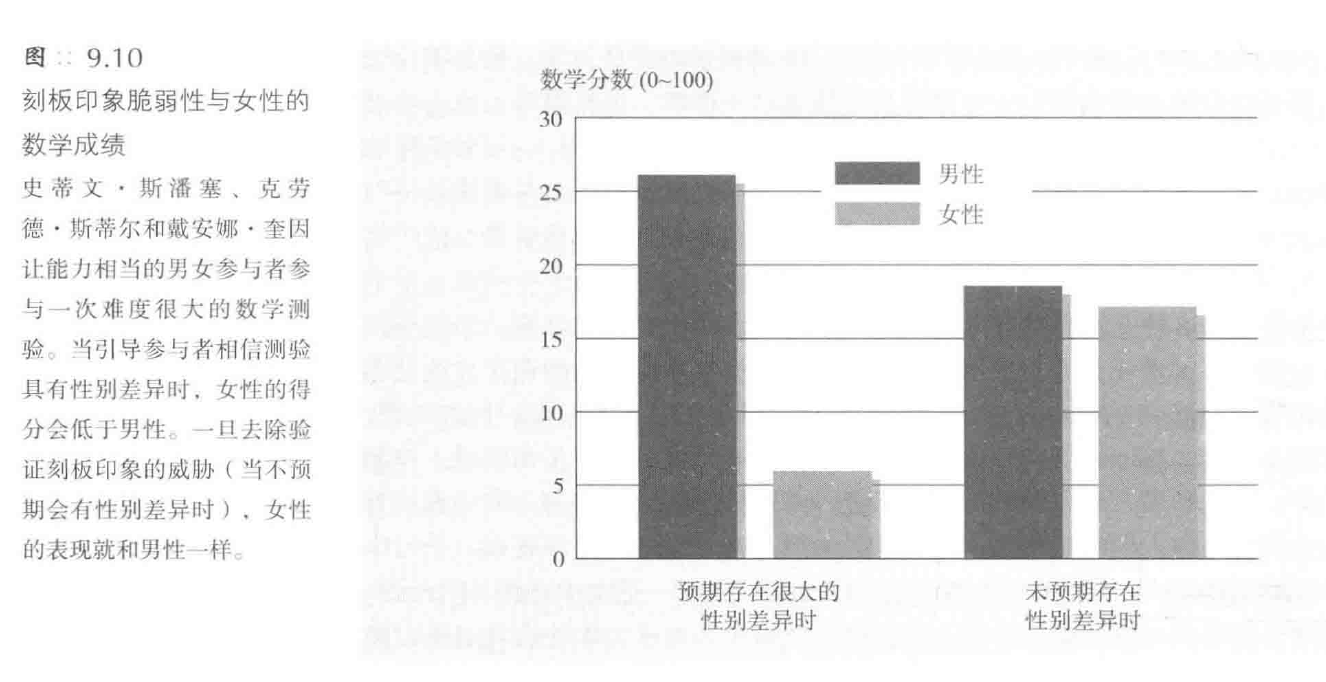 图 :: 9.10
刻板印象脆弱性与女性的
数学成绩
史蒂文·斯潘塞、克劳
德·斯蒂尔和戴安娜·奎因
让能力相当的男女参与者参
与一次难度很大的数学测
验。当引导参与者相信测验
具有性别差异时，女性的得
分会低于男性。一旦去除验
证刻板印象的威胁（当不预
期会有性别差异时），女性
的表现就和男性一样。
数学分数 (0~100)
30
25
20
15
10
5
0
男性
女性
预期存在很大的
性别差异时
未预期存在
性别差异时